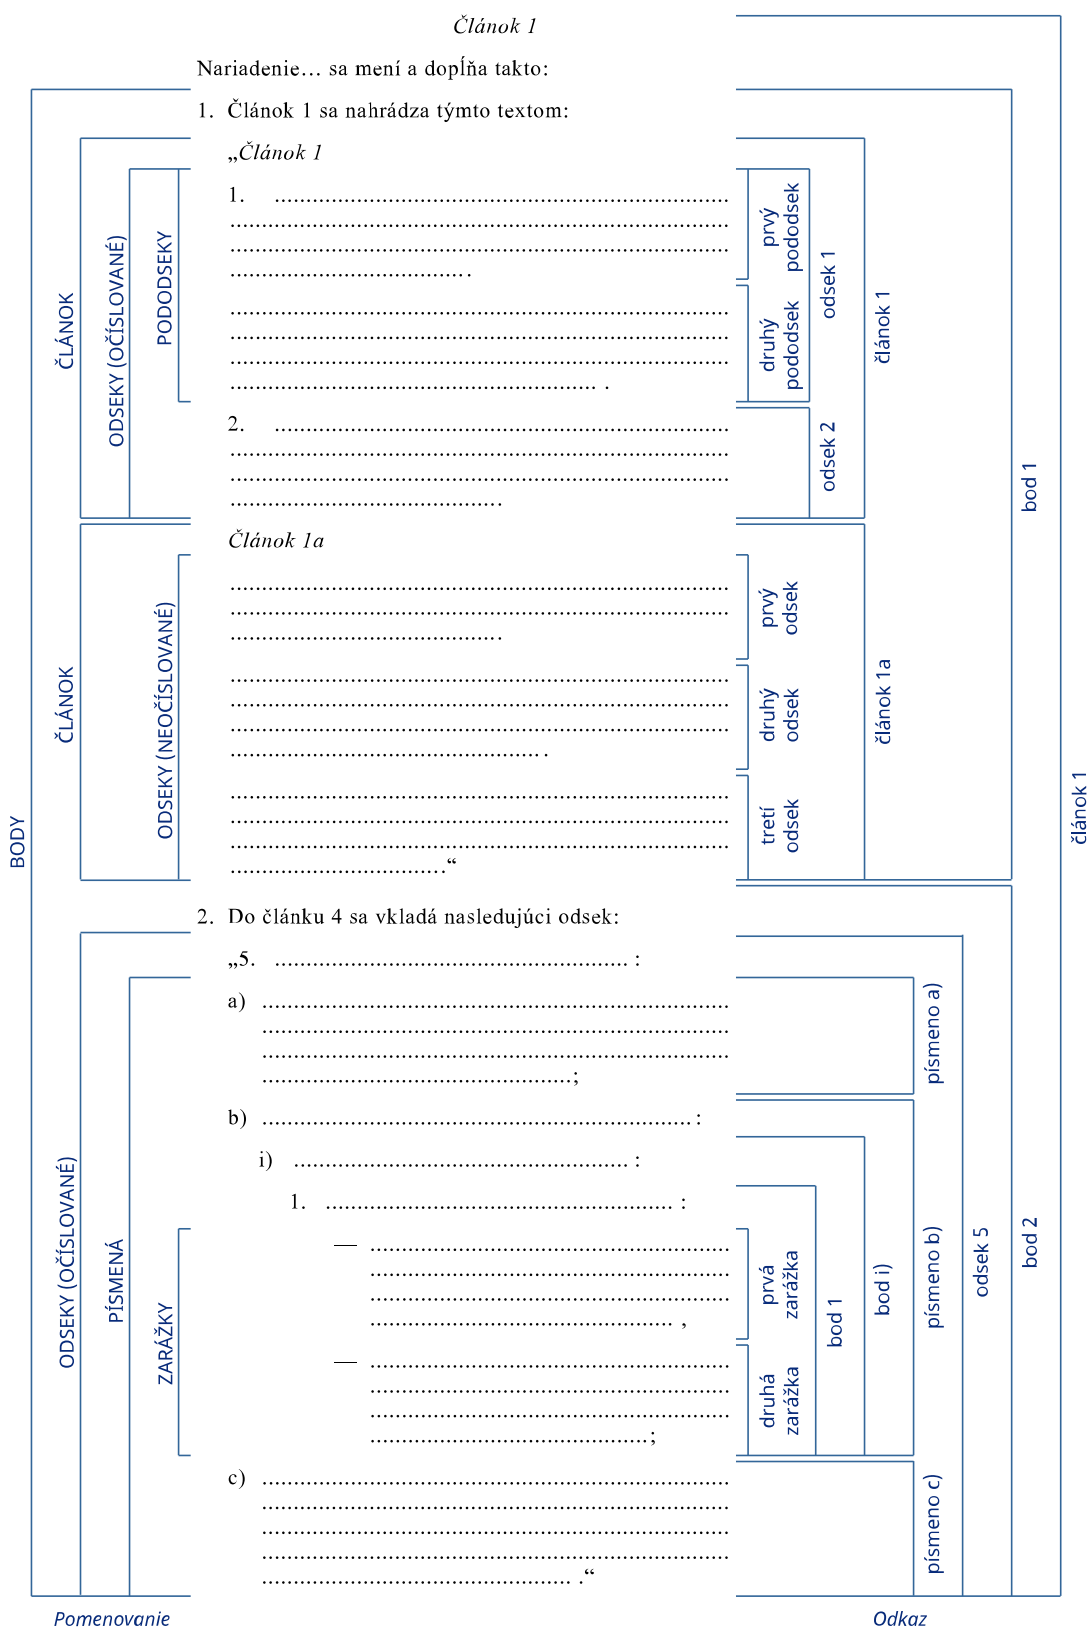 Článok 1
Nariadenie… sa mení a dopĺňa takto:
1. Článok 1 sa nahrádza týmto textom:
„Článok 1
1. ........................................................................
...............................................................................
...............................................................................
......................................
...............................................................................
...............................................................................
...............................................................................
.......................................................... .
2. ........................................................................
...............................................................................
...............................................................................
...........................................
Článok 1a
...............................................................................
...............................................................................
...........................................
...............................................................................
...............................................................................
...............................................................................
..................................................
...............................................................................
...............................................................................
...............................................................................
..................................“
2. Do článku 4 sa vkladá nasledujúci odsek:
„5. ........................................................ :
a) ..........................................................................
..........................................................................
..........................................................................
.................................................;
b) .................................................................... :
i) ..................................................... :
1. ....................................................... :
— .........................................................
.........................................................
.........................................................
................................................ ,
— .........................................................
.........................................................
.........................................................
............................................;
c) ..........................................................................
..........................................................................
..........................................................................
..........................................................................
................................................. .“
BODY
ČLÁNOK
ODSEKY (OČÍSLOVANÉ)
PODODSEKY
ČLÁNOK
ODSEKY (NEOČÍSLOVANÉ)
ODSEKY (OČÍSLOVANÉ)
PÍSMENÁ
ZARÁŽKY
prvý
pododsek
druhý
pododsek
odsek 1
odsek 2
článok 1
prvý
odsek
druhý
odsek
tretí
odsek
článok 1a
bod 1
článok 1
písmeno a)
prvá
zarážka
druhá
zarážka
bod 1
bod i)
písmeno b)
písmeno c)
odsek 5
bod 2
Pomenovanie
Odkaz